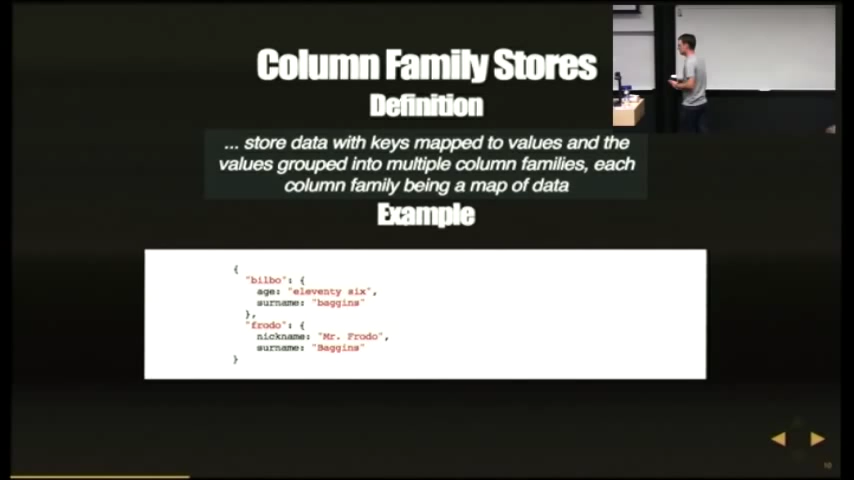 Column Family Stores
Definition
... store data with keys mapped to values and the
values grouped into multiple column families, each
column family being a map of data
Example
{
"bilbo": {
age: "eleventy six",
surname: "baggins"
},
"frodo": {
nickname: "Mr. Frodo",
surname: "Baggins"
}
10